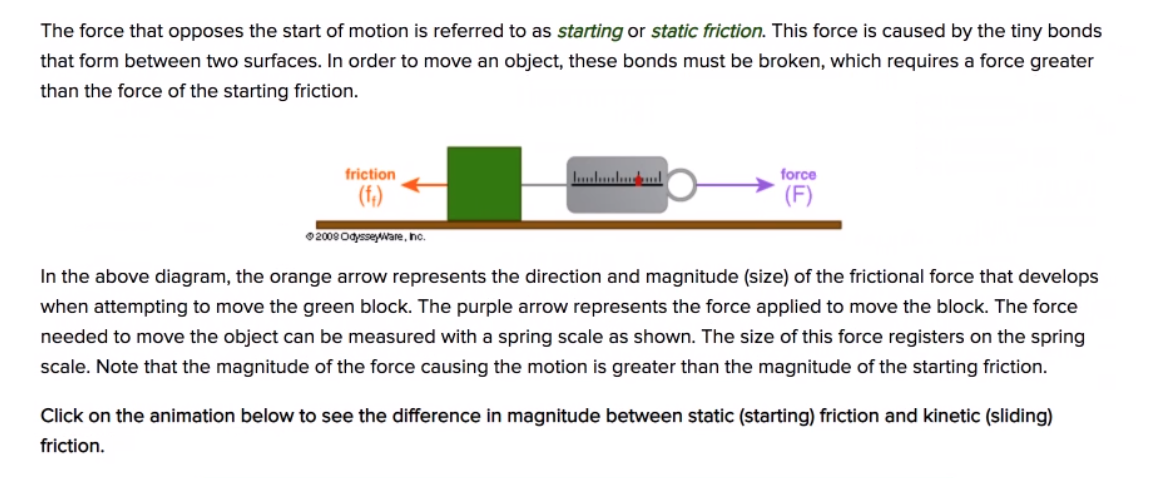 The force that opposes the start of motion is referred to as starting or static friction. This force is caused by the tiny bonds
that form between two surfaces. In order to move an object, these bonds must be broken, which requires a force greater
than the force of the starting friction.
friction
(fᵢ)
force
(F)
©2009 OdysseyWare, Inc.
In the above diagram, the orange arrow represents the direction and magnitude (size) of the frictional force that develops
when attempting to move the green block. The purple arrow represents the force applied to move the block. The force
needed to move the object can be measured with a spring scale as shown. The size of this force registers on the spring
scale. Note that the magnitude of the force causing the motion is greater than the magnitude of the starting friction.
Click on the animation below to see the difference in magnitude between static (starting) friction and kinetic (sliding)
friction.